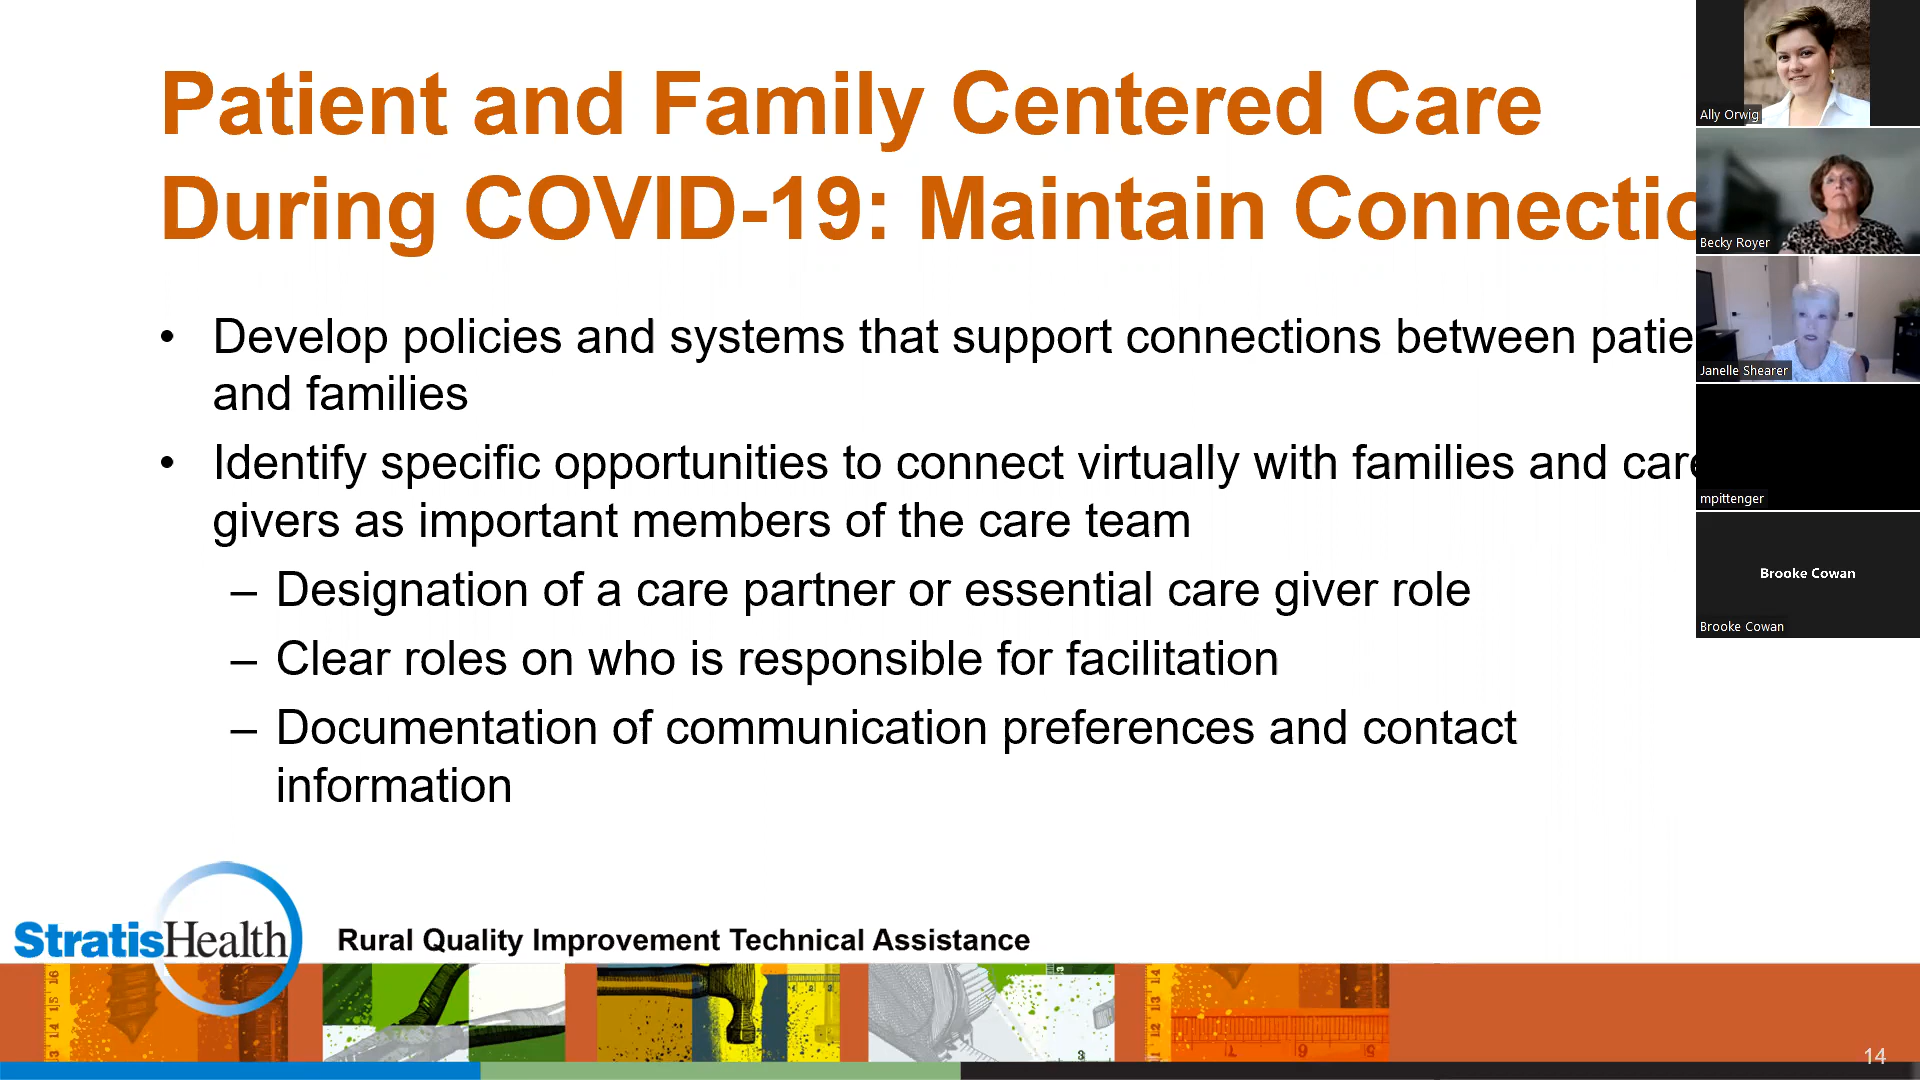 Patient and Family Centered Care
During COVID-19: Maintain Connectio
• Develop policies and systems that support connections between patie
and families
• Identify specific opportunities to connect virtually with families and care
givers as important members of the care team
– Designation of a care partner or essential care giver role
– Clear roles on who is responsible for facilitation
– Documentation of communication preferences and contact
information
StratisHealth
Rural Quality Improvement Technical Assistance
14
Ally Orwig
Becky Royer
Janelle Shearer
mpittenger
Brooke Cowan
Brooke Cowan